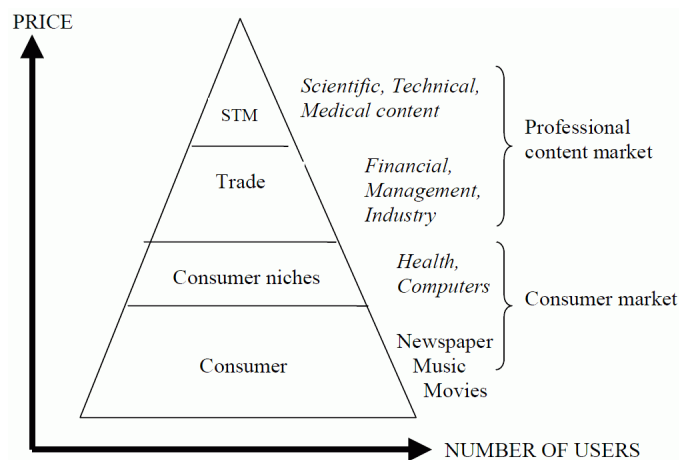 PRICE
STM
Scientific, Technical,
Medical content
Professional
content market
Trade
Financial,
Management,
Industry
Consumer niches
Health,
Computers
Consumer market
Consumer
Newspaper
Music
Movies
NUMBER OF USERS